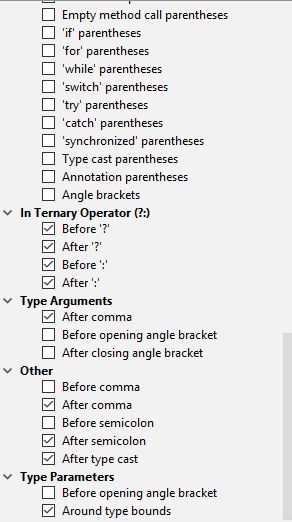 Empty method call parentheses
'if' parentheses
'for' parentheses
'while' parentheses
'switch' parentheses
'try' parentheses
'catch' parentheses
'synchronized' parentheses
Type cast parentheses
Annotation parentheses
Angle brackets
In Ternary Operator (?:)
Before '?'
After '?'
Before ':'
After ':'
Type Arguments
After comma
Before opening angle bracket
After closing angle bracket
Other
Before comma
After comma
Before semicolon
After semicolon
After type cast
Type Parameters
Before opening angle bracket
Around type bounds